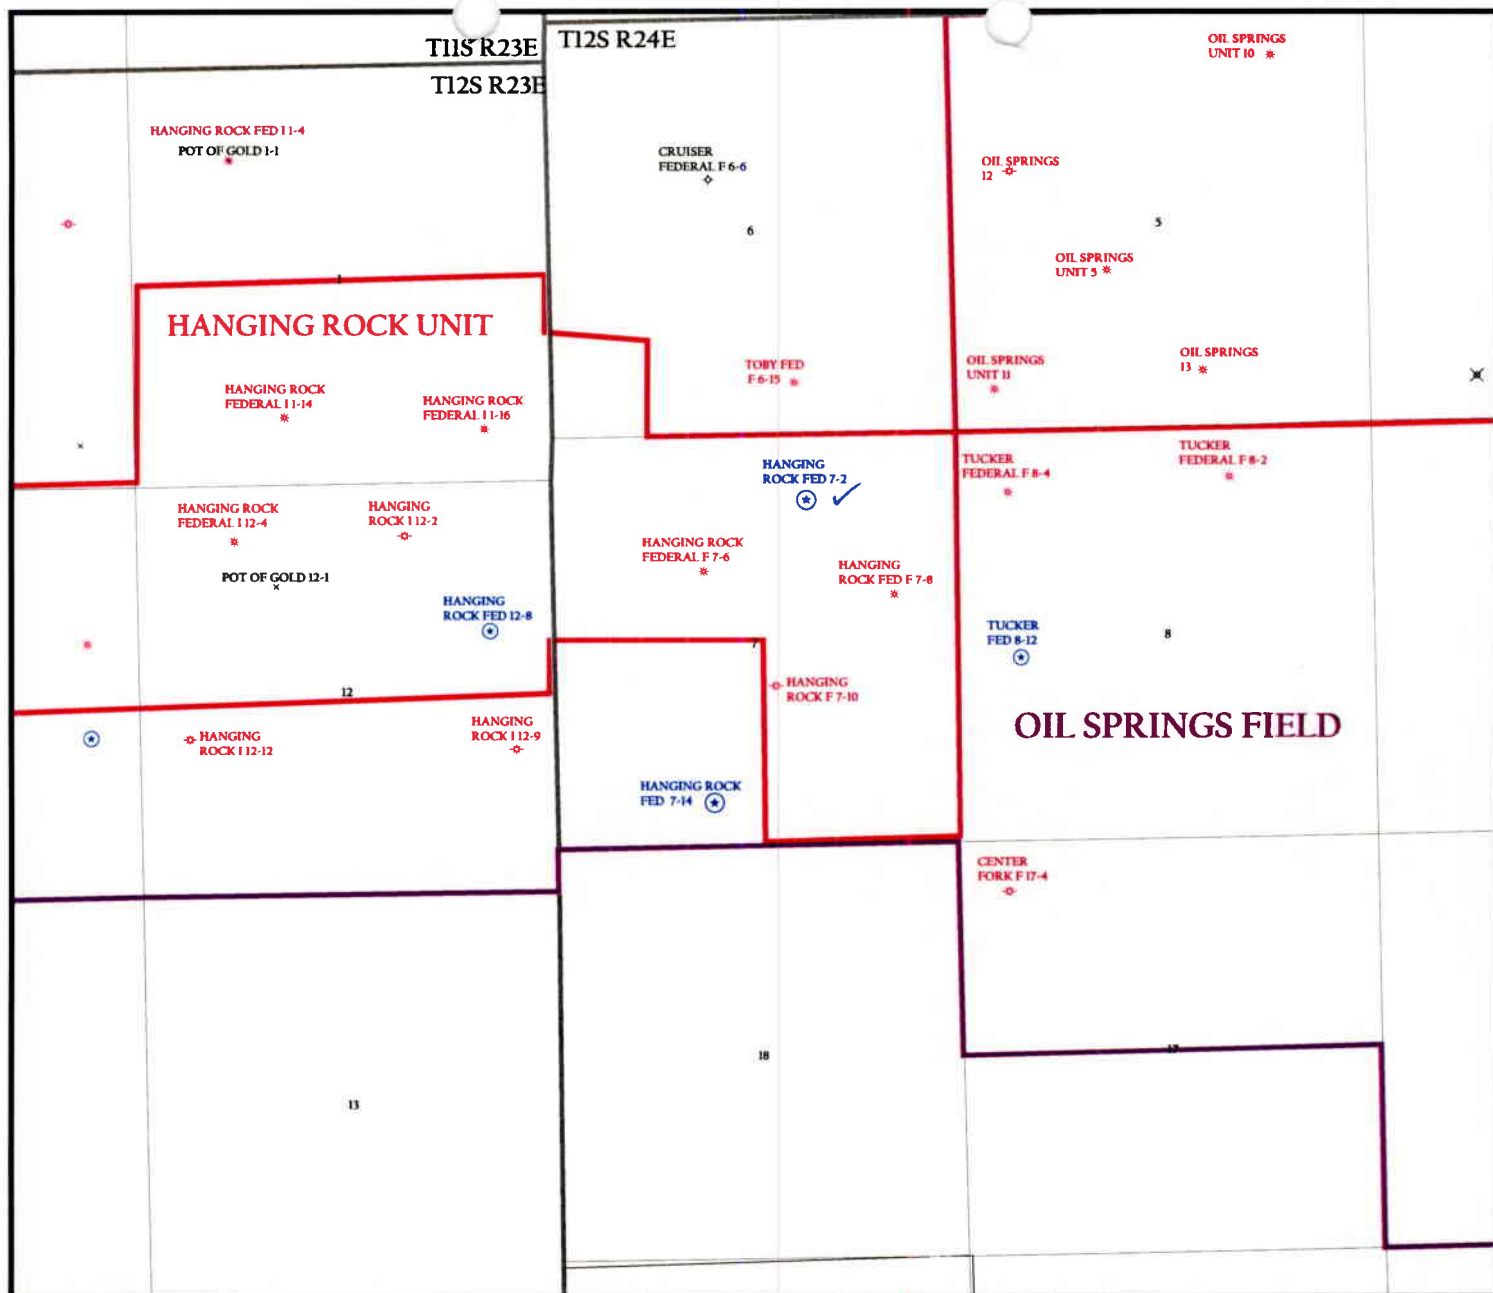 T11S R23E
T12S R24E
T12S R23E
OIL SPRINGS
UNIT 10
HANGING ROCK FED I 1-4
POT OF GOLD 1-1
CRUISER
FEDERAL F 6-6
OIL SPRINGS
12
6
5
OIL SPRINGS
UNIT 5
1
HANGING ROCK UNIT
TOBY FED
F 6-15
OIL SPRINGS
UNIT 11
OIL SPRINGS
13
HANGING ROCK
FEDERAL I 1-14
HANGING ROCK
FEDERAL I 1-16
HANGING
ROCK FED 7-2
TUCKER
FEDERAL F 8-4
TUCKER
FEDERAL F 8-2
HANGING ROCK
FEDERAL I 12-4
HANGING
ROCK I 12-2
HANGING ROCK
FEDERAL F 7-6
HANGING
ROCK FED F 7-8
POT OF GOLD 12-1
HANGING
ROCK FED 12-8
TUCKER
FED 8-12
8
7
12
HANGING
ROCK F 7-10
HANGING
ROCK I 12-12
HANGING
ROCK I 12-9
OIL SPRINGS FIELD
HANGING ROCK
FED 7-14
CENTER
FORK F 17-4
18
17
13